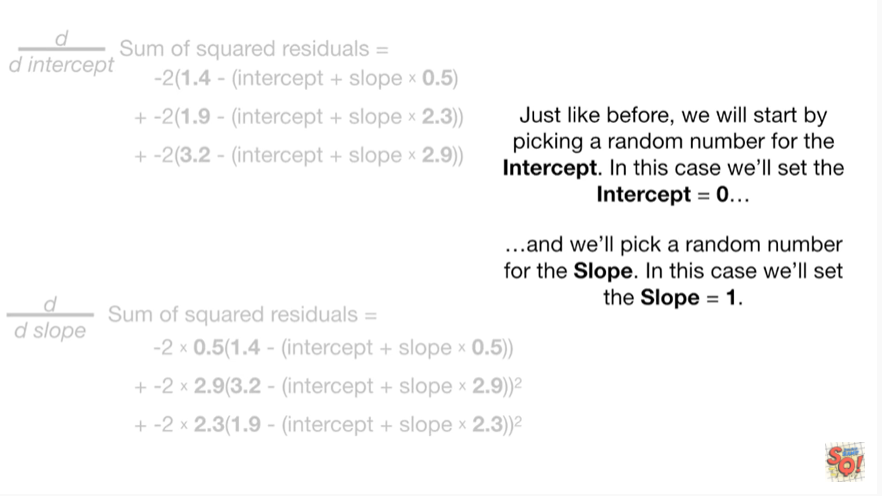 d
d intercept
Sum of squared residuals =
-2(1.4 - (intercept + slope × 0.5)
+ -2(1.9 - (intercept + slope × 2.3))
+ -2(3.2 - (intercept + slope × 2.9))
Just like before, we will start by
picking a random number for the
Intercept. In this case we’ll set the
Intercept = 0…
…and we’ll pick a random number
for the Slope. In this case we’ll set
the Slope = 1.
d
d slope
Sum of squared residuals =
-2 × 0.5(1.4 - (intercept + slope × 0.5))
+ -2 × 2.9(3.2 - (intercept + slope × 2.9))²
+ -2 × 2.3(1.9 - (intercept + slope × 2.3))²
SQ!